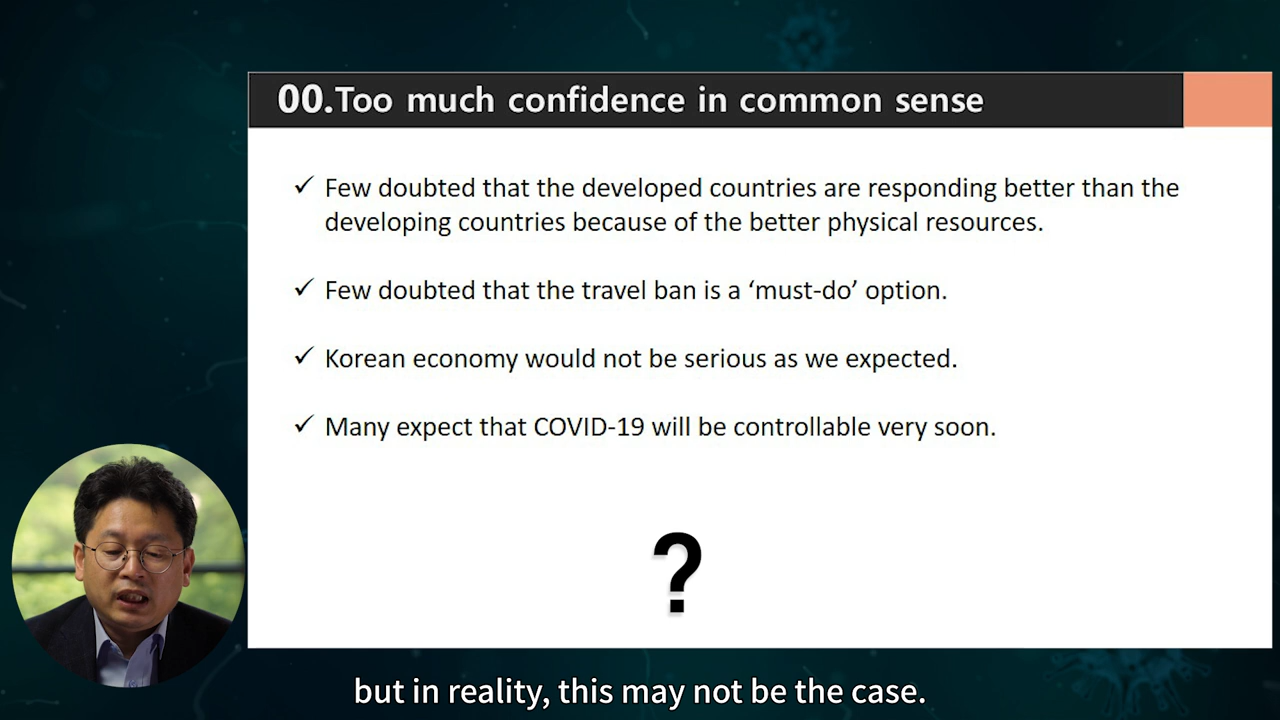 00.Too much confidence in common sense
✓ Few doubted that the developed countries are responding better than the
developing countries because of the better physical resources.
✓ Few doubted that the travel ban is a ‘must-do’ option.
✓ Korean economy would not be serious as we expected.
✓ Many expect that COVID-19 will be controllable very soon.
?
but in reality, this may not be the case.